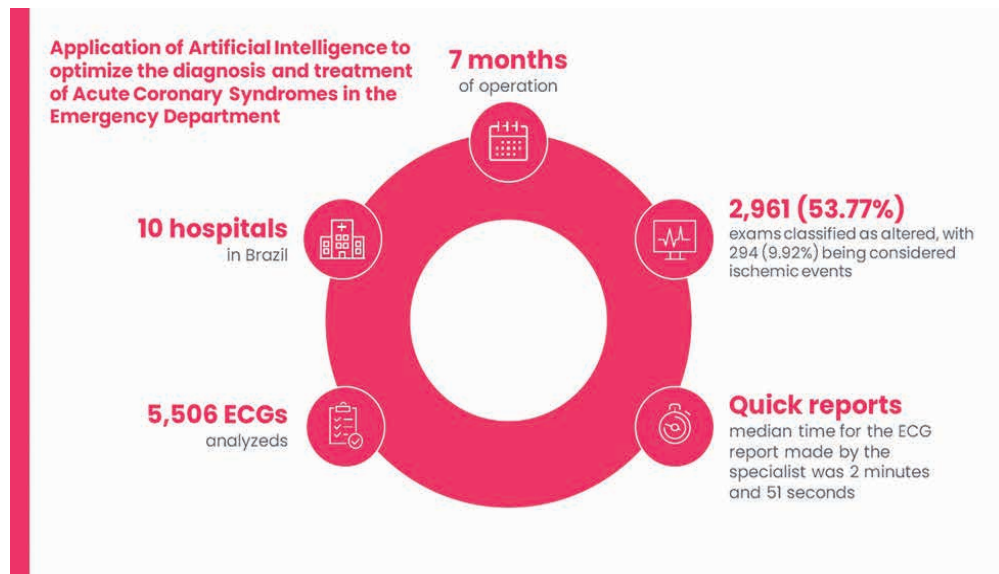 Application of Artificial Intelligence to
optimize the diagnosis and treatment
of Acute Coronary Syndromes in the
Emergency Department
7 months
of operation
10 hospitals
in Brazil
2,961 (53.77%)
exams classified as altered, with
294 (9.92%) being considered
ischemic events
5,506 ECGs
analyzeds
Quick reports
median time for the ECG
report made by the
specialist was 2 minutes
and 51 seconds